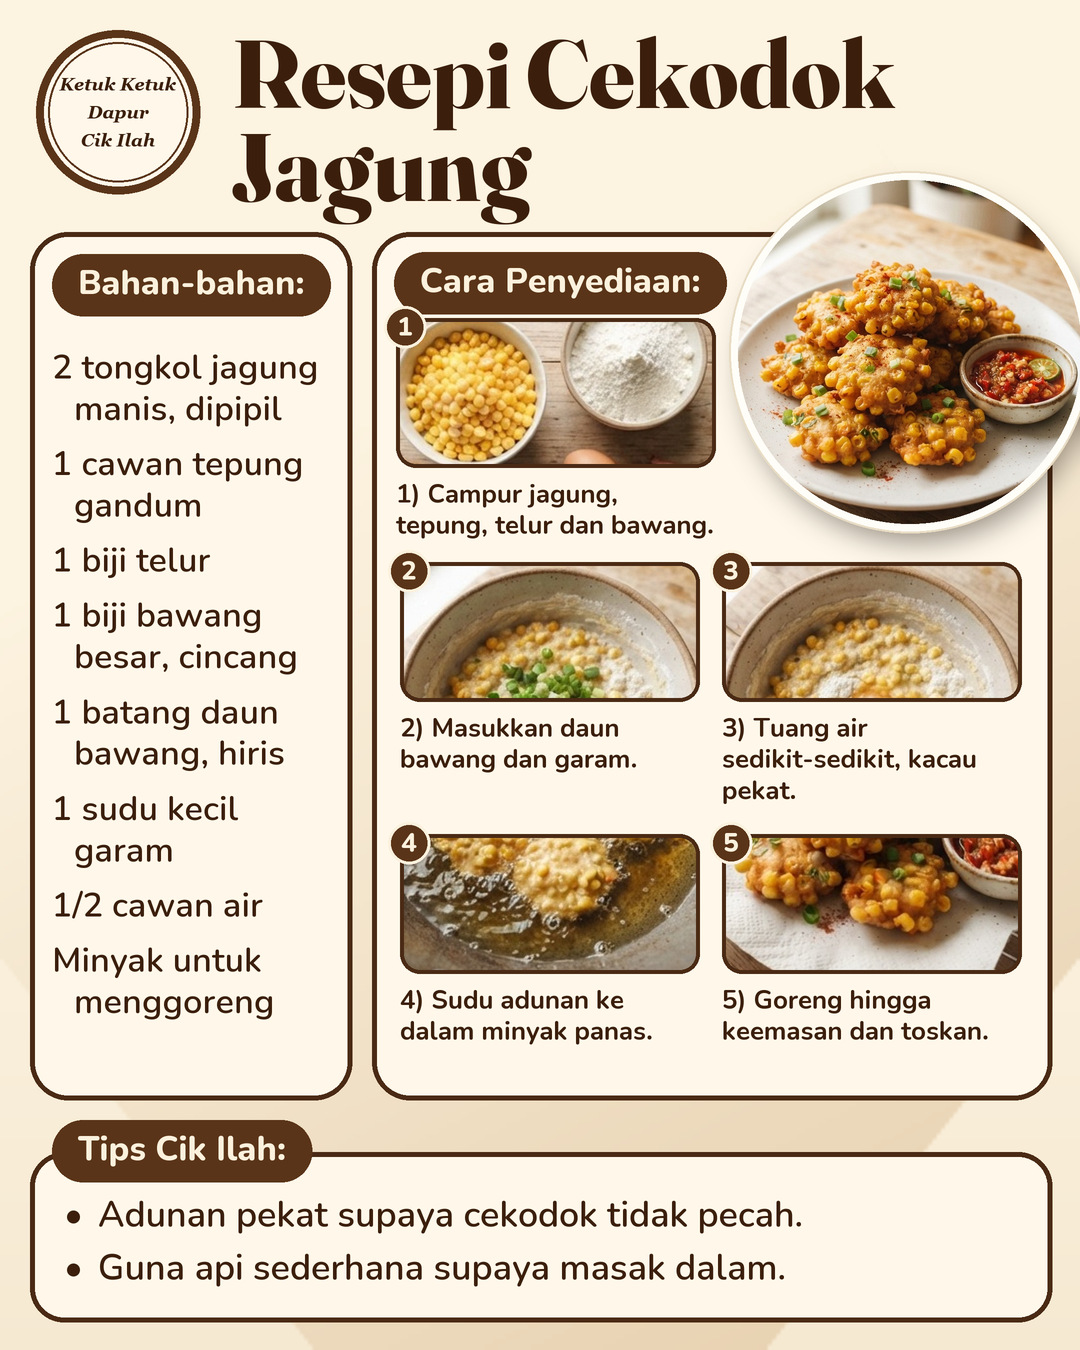 Ketuk Ketuk
Dapur
Cik Ilah
Resepi Cekodok
Jagung
Bahan-bahan:
2 tongkol jagung
manis, dipipil
1 cawan tepung
gandum
1 biji telur
1 biji bawang
besar, cincang
1 batang daun
bawang, hiris
1 sudu kecil
garam
1/2 cawan air
Minyak untuk
menggoreng
Cara Penyediaan:
1
1) Campur jagung,
tepung, telur dan bawang.
2
2) Masukkan daun
bawang dan garam.
3
3) Tuang air
sedikit-sedikit, kacau
pekat.
4
4) Sudu adunan ke
dalam minyak panas.
5
5) Goreng hingga
keemasan dan toskan.
Tips Cik Ilah:
• Adunan pekat supaya cekodok tidak pecah.
• Guna api sederhana supaya masak dalam.